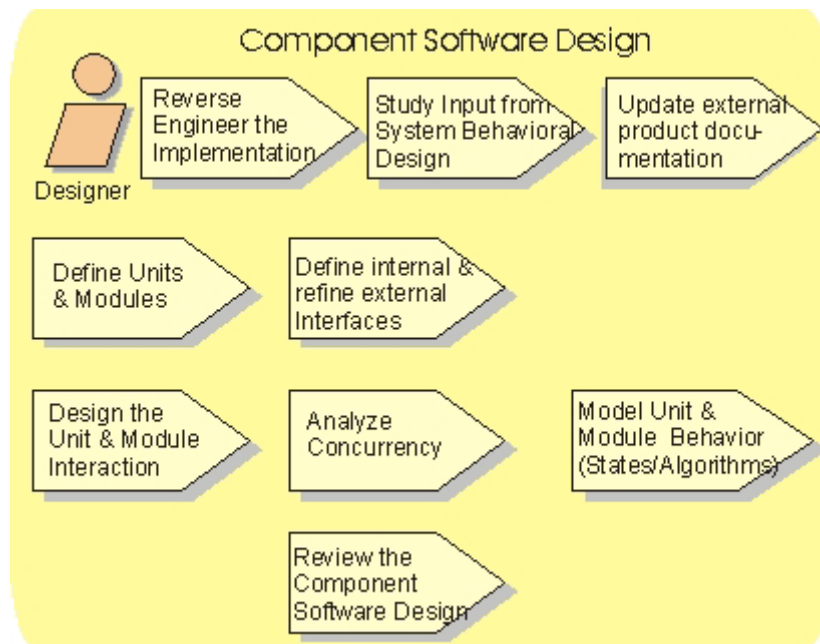 Component Software Design
Designer
Reverse
Engineer the
Implementation
Study Input from
System Behavioral
Design
Update external
product docu-
mentation
Define Units
& Modules
Define internal &
refine external
Interfaces
Design the
Unit & Module
Interaction
Analyze
Concurrency
Model Unit &
Module Behavior
(States/Algorithms)
Review the
Component
Software Design